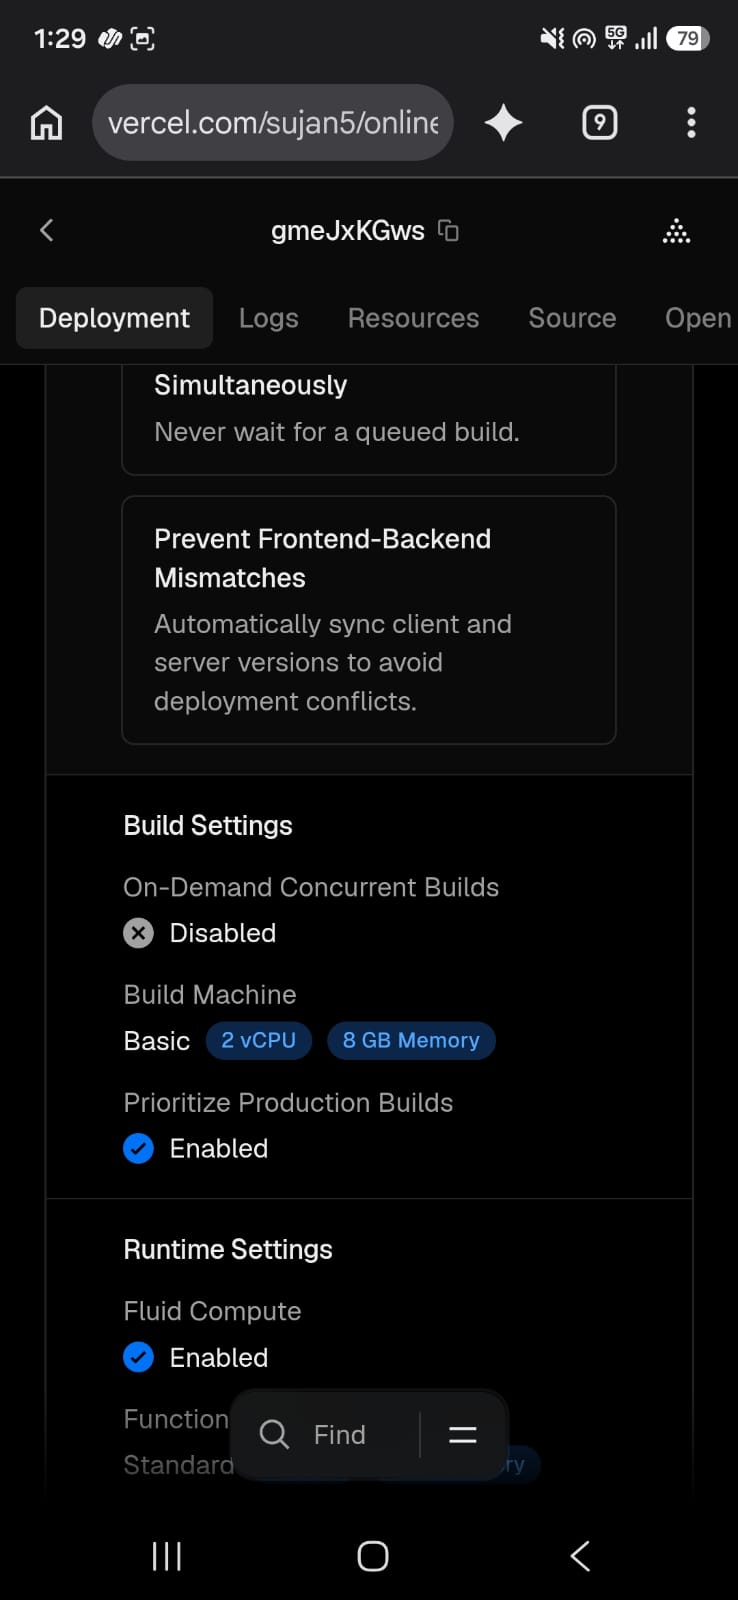 1:29
5G
79
vercel.com/sujan5/online
9
gmeJxKGws
Deployment Logs Resources Source Open
Simultaneously
Never wait for a queued build.
Prevent Frontend-Backend
Mismatches
Automatically sync client and
server versions to avoid
deployment conflicts.
Build Settings
On-Demand Concurrent Builds
Disabled
Build Machine
Basic 2 vCPU 8 GB Memory
Prioritize Production Builds
Enabled
Runtime Settings
Fluid Compute
Enabled
Function
Find
Standard ry